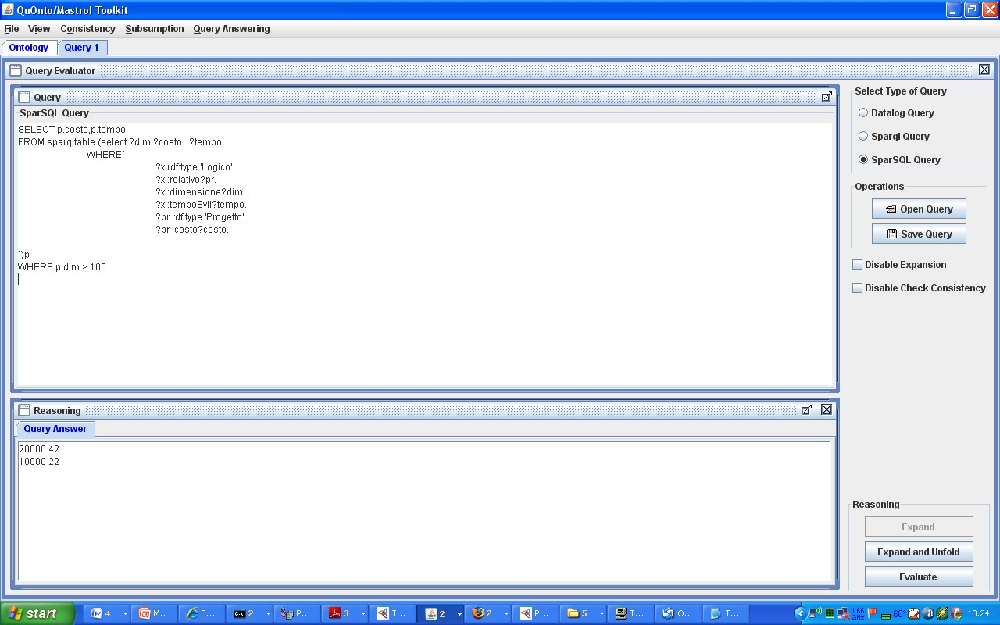 QuOnto/MastroI Toolkit
File View Consistency Subsumption Query Answering
Ontology Query 1
Query Evaluator
Query
SparSQL Query
SELECT p.costo,p.tempo
FROM sparqltable (select ?dim ?costo ?tempo
WHERE{
?x rdf:type 'Logico'.
?x :relativo?pr.
?x :dimensione?dim.
?x :tempoSvil?tempo.
?pr rdf:type 'Progetto'.
?pr :costo?costo.
})p
WHERE p.dim > 100
Select Type of Query
Datalog Query
Sparql Query
SparSQL Query
Operations
Open Query
Save Query
Disable Expansion
Disable Check Consistency
Reasoning
Query Answer
20000 42
10000 22
Reasoning
Expand
Expand and Unfold
Evaluate
start 4 M.. F... 2 P... 3 T... 2 2 P... 5 T... O.. T... 1.66 GHz 60° 18.24